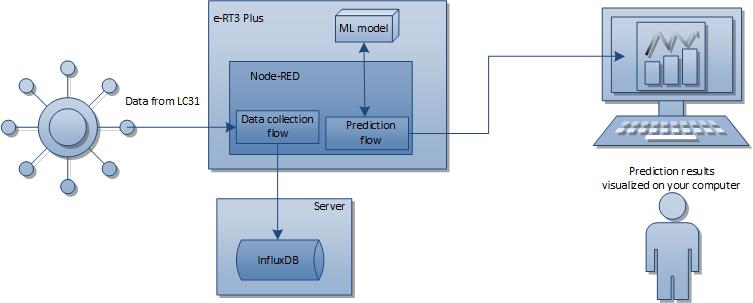 e-RT3 Plus
ML model
Node-RED
Data from LC31
Data collection
flow
Prediction
flow
Prediction results
visualized on your computer
Server
InfluxDB